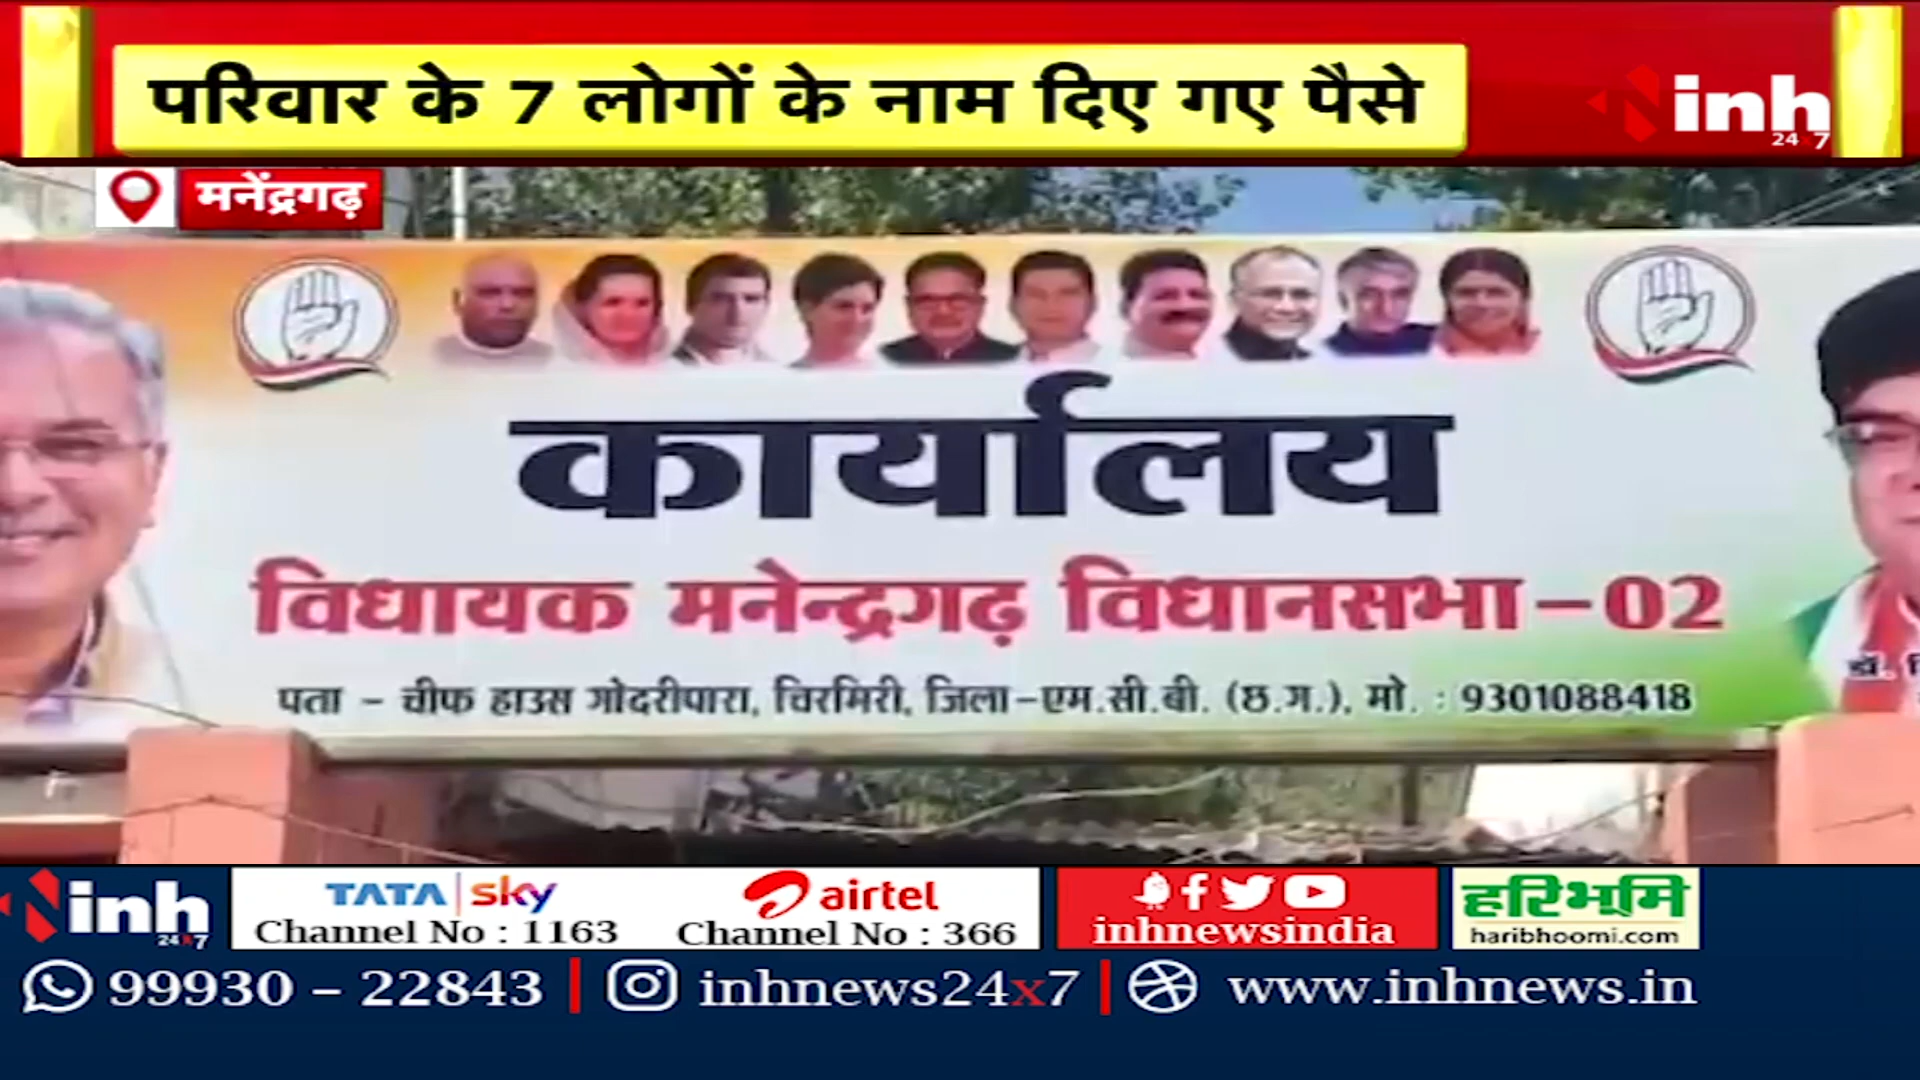 परिवार के 7 लोगों के नाम दिए गए पैसे
inh
24x7
मनेंद्रगढ़
कार्यालय
विधायक मनेन्द्रगढ़ विधानसभा-02
पता - चीफ हाउस गोदरीपारा, चिरमिरी, जिला-एम.सी.बी. (छ.ग.), मो. : 9301088418
डॉ.
inh
24x7
TATA sky
Channel No : 1163
airtel
Channel No : 366
inhnewsindia
हरिभूमि
haribhoomi.com
99930 - 22843
inhnews24x7
www.inhnews.in